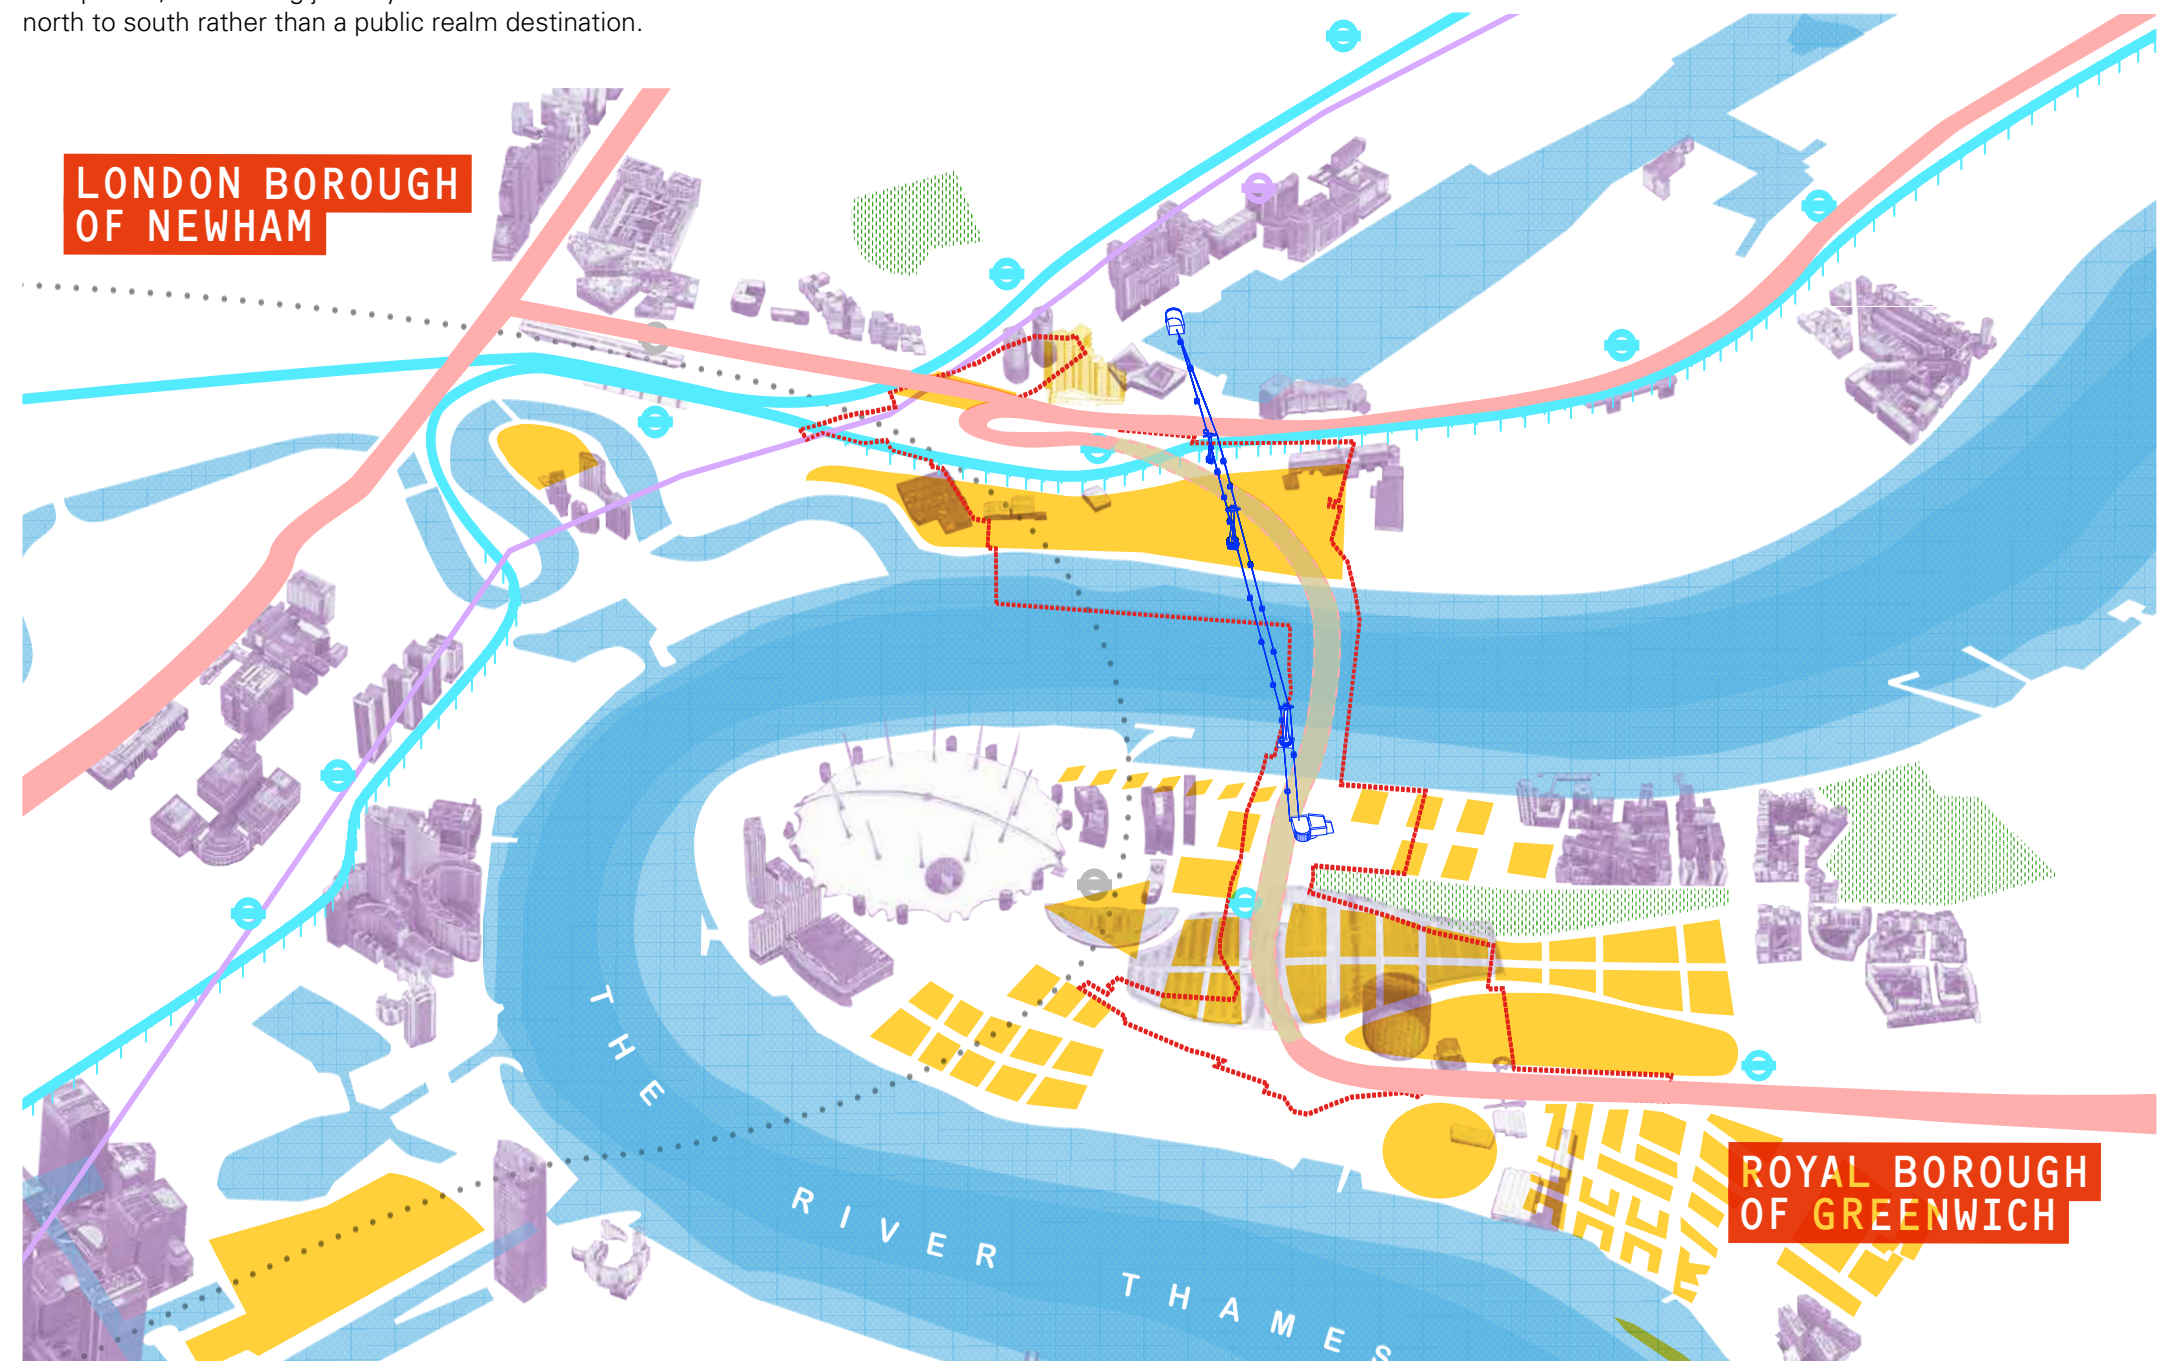 north to south rather than a public realm destination.
LONDON BOROUGH
OF NEWHAM
THE
RIVER
THAMES
ROYAL BOROUGH
OF GREENWICH